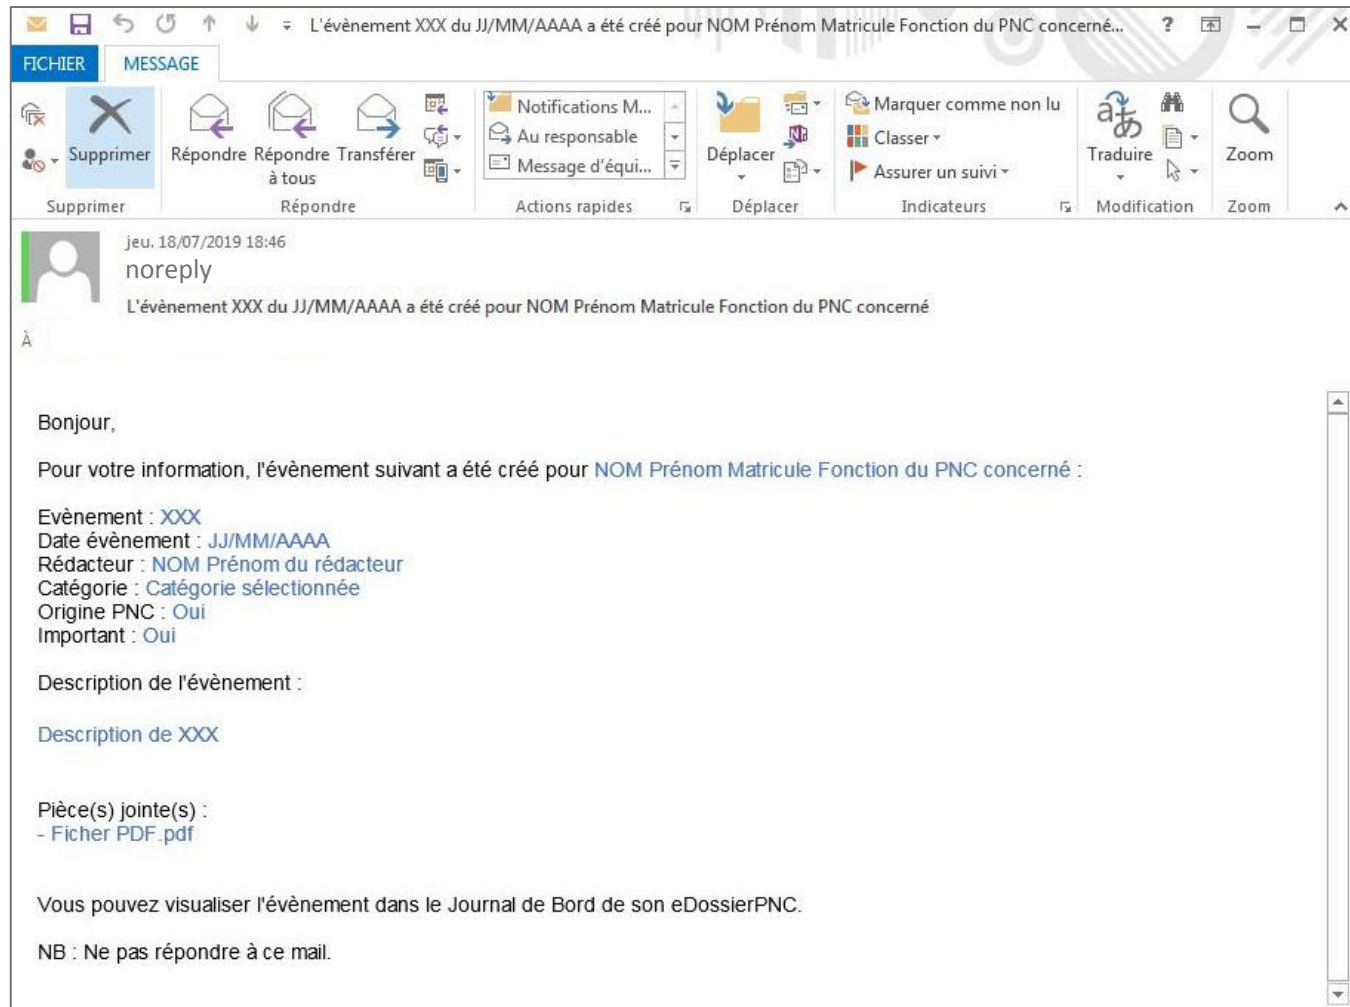 L'évènement XXX du JJ/MM/AAAA a été créé pour NOM Prénom Matricule Fonction du PNC concerné...
FICHIER MESSAGE
Supprimer
Répondre
Répondre à tous
Transférer
Notifications M...
Au responsable
Message d'équi...
Déplacer
Marquer comme non lu
Classer
Assurer un suivi
Traduire
Zoom
Supprimer Répondre Actions rapides Déplacer Indicateurs Modification Zoom
jeu. 18/07/2019 18:46
noreply
L'évènement XXX du JJ/MM/AAAA a été créé pour NOM Prénom Matricule Fonction du PNC concerné
À
Bonjour,
Pour votre information, l'évènement suivant a été créé pour NOM Prénom Matricule Fonction du PNC concerné :
Evènement : XXX
Date évènement : JJ/MM/AAAA
Rédacteur : NOM Prénom du rédacteur
Catégorie : Catégorie sélectionnée
Origine PNC : Oui
Important : Oui
Description de l'évènement :
Description de XXX
Pièce(s) jointe(s) :
- Ficher PDF.pdf
Vous pouvez visualiser l'évènement dans le Journal de Bord de son eDossierPNC.
NB : Ne pas répondre à ce mail.